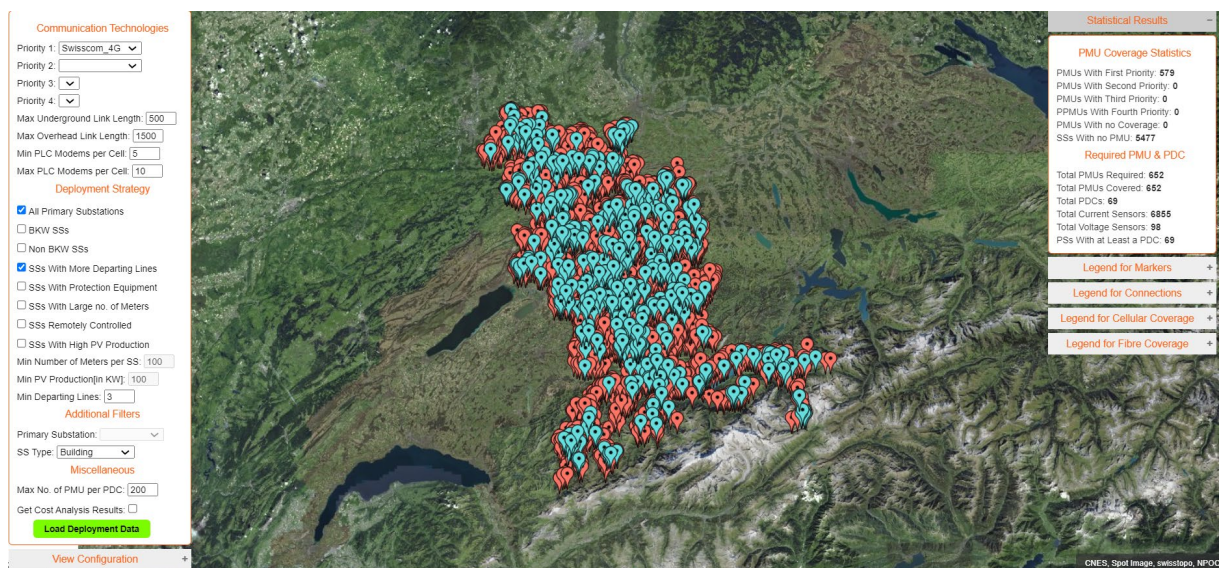 Communication Technologies
Priority 1: Swisscom_4G
Priority 2:
Priority 3:
Priority 4:
Max Underground Link Length: 500
Max Overhead Link Length: 1500
Min PLC Modems per Cell: 5
Max PLC Modems per Cell: 10
Deployment Strategy
All Primary Substations
BKW SSs
Non BKW SSs
SSs With More Departing Lines
SSs With Protection Equipment
SSs With Large no. of Meters
SSs Remotely Controlled
SSs With High PV Production
Min Number of Meters per SS: 100
Min PV Production[in KW]: 100
Min Departing Lines: 3
Additional Filters
Primary Substation:
SS Type: Building
Miscellaneous
Max No. of PMU per PDC: 200
Get Cost Analysis Results:
Load Deployment Data
View Configuration +
Statistical Results −
PMU Coverage Statistics
PMUs With First Priority: 579
PMUs With Second Priority: 0
PMUs With Third Priority: 0
PPMUs With Fourth Priority: 0
PMUs With no Coverage: 0
SSs With no PMU: 5477
Required PMU & PDC
Total PMUs Required: 652
Total PMUs Covered: 652
Total PDCs: 69
Total Current Sensors: 6855
Total Voltage Sensors: 98
PSs With at Least a PDC: 69
Legend for Markers +
Legend for Connections +
Legend for Cellular Coverage +
Legend for Fibre Coverage +
CNES, Spot Image, swisstopo, NPOC